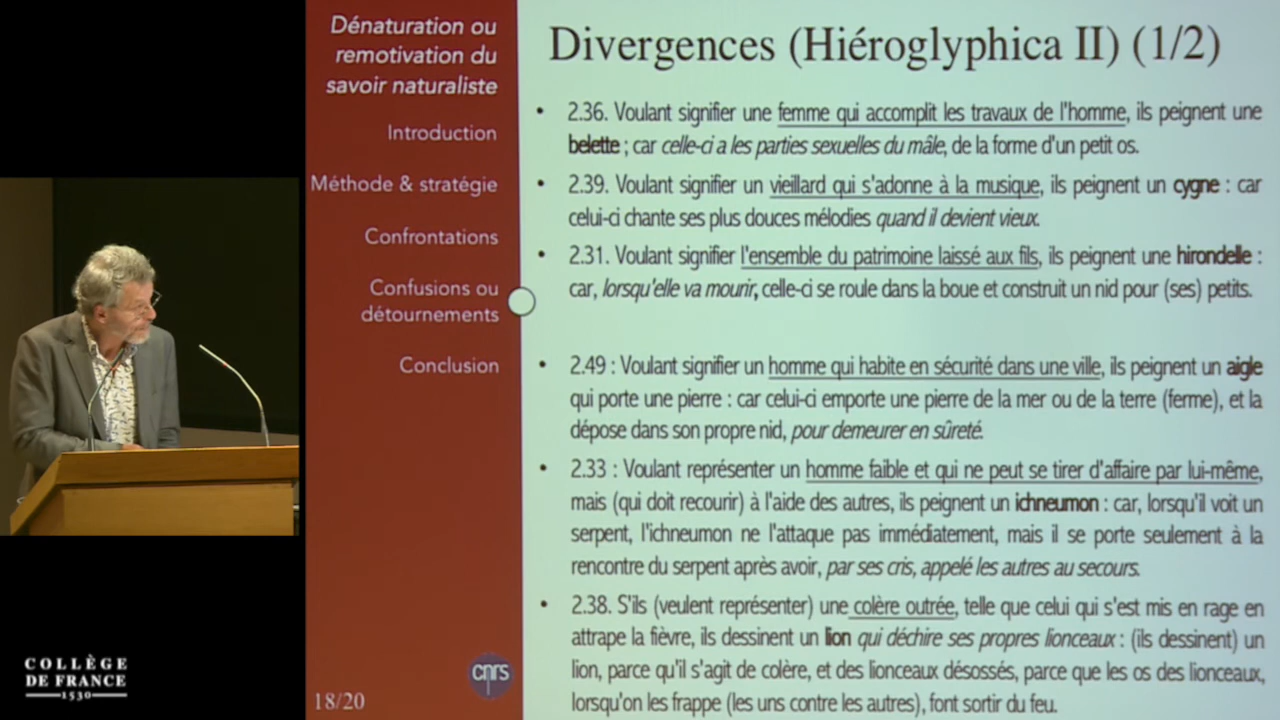 Dénaturation ou
remotivation du
savoir naturaliste
Introduction
Méthode & stratégie
Confrontations
Confusions ou
détournements
Conclusion
18/20
cnrs
Divergences (Hiéroglyphica II) (1/2)
• 2.36. Voulant signifier une femme qui accomplit les travaux de l'homme, ils peignent une
belette ; car celle-ci a les parties sexuelles du mâle, de la forme d'un petit os.
• 2.39. Voulant signifier un vieillard qui s'adonne à la musique, ils peignent un cygne : car
celui-ci chante ses plus douces mélodies quand il devient vieux.
• 2.31. Voulant signifier l'ensemble du patrimoine laissé aux fils, ils peignent une hirondelle :
car, lorsqu'elle va mourir, celle-ci se roule dans la boue et construit un nid pour (ses) petits.
• 2.49 : Voulant signifier un homme qui habite en sécurité dans une ville, ils peignent un aigle
qui porte une pierre : car celui-ci emporte une pierre de la mer ou de la terre (ferme), et la
dépose dans son propre nid, pour demeurer en sûreté.
• 2.33 : Voulant représenter un homme faible et qui ne peut se tirer d'affaire par lui-même,
mais (qui doit recourir) à l'aide des autres, ils peignent un ichneumon : car, lorsqu'il voit un
serpent, l'ichneumon ne l'attaque pas immédiatement, mais il se porte seulement à la
rencontre du serpent après avoir, par ses cris, appelé les autres au secours.
• 2.38. S'ils (veulent représenter) une colère outrée, telle que celui qui s'est mis en rage en
attrape la fièvre, ils dessinent un lion qui déchire ses propres lionceaux : (ils dessinent) un
lion, parce qu'il s'agit de colère, et des lionceaux désossés, parce que les os des lionceaux,
lorsqu'on les frappe (les uns contre les autres), font sortir du feu.
COLLÈGE
DE FRANCE
1530